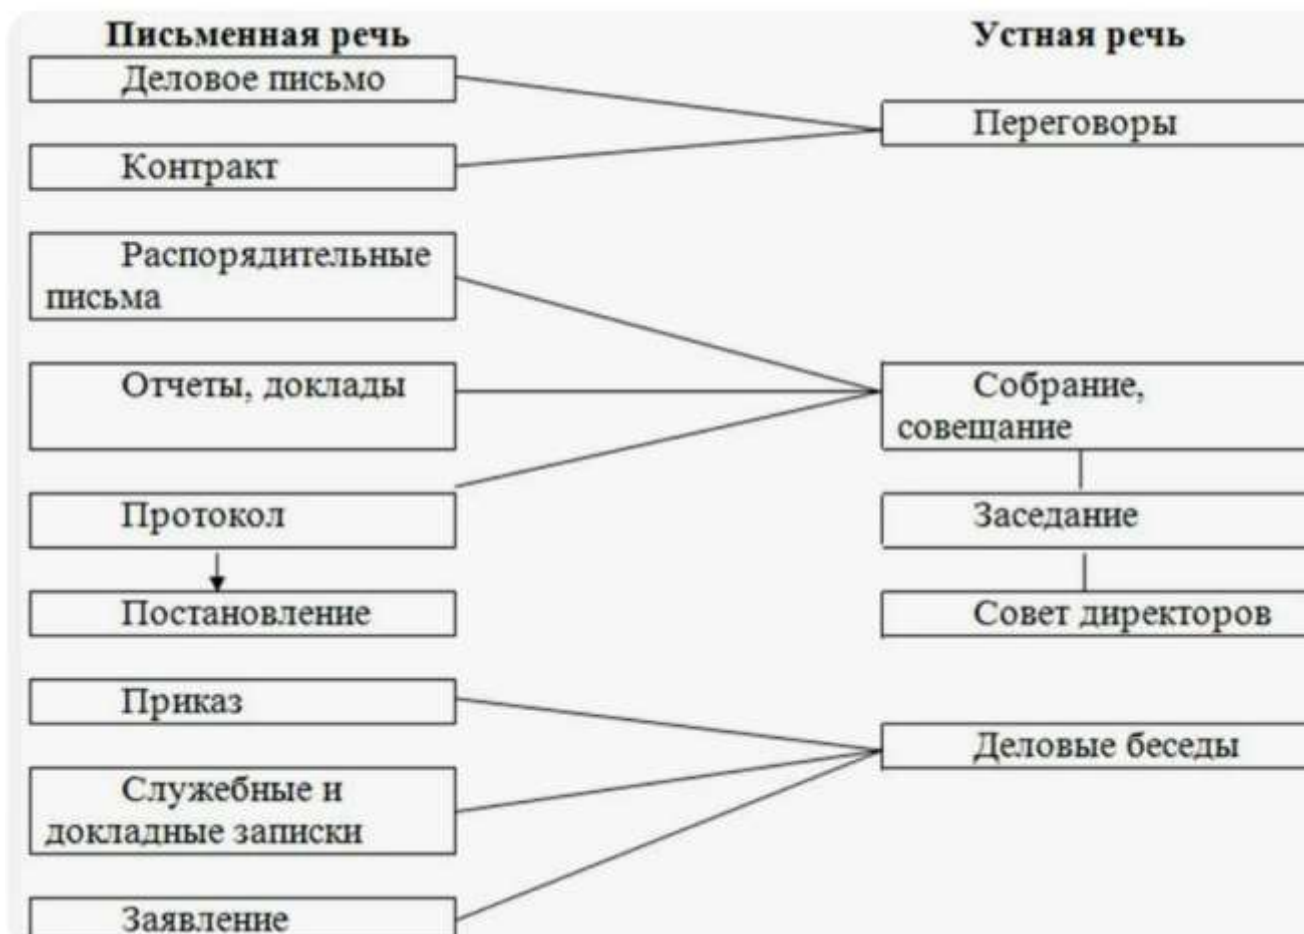 Письменная речь
Устная речь
Деловое письмо
Переговоры
Контракт
Распорядительные
письма
Отчеты, доклады
Собрание,
совещание
Протокол
Заседание
Постановление
Совет директоров
Приказ
Деловые беседы
Служебные и
докладные записки
Заявление